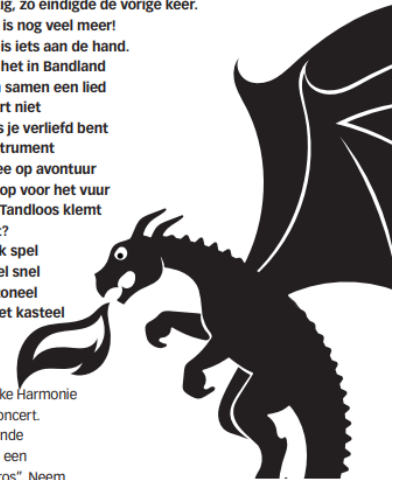 ig, zo eindigde de vorige keer.
is nog veel meer!
is iets aan de hand.
het in Bandland
samen een lied
rt niet
s je verliefd bent
trument
ee op avontuur
op voor het vuur
Tandloos klemt
t?
k spel
el snel
oneel
et kasteel
ke Harmonie
oncert.
nde
een
ros". Neem